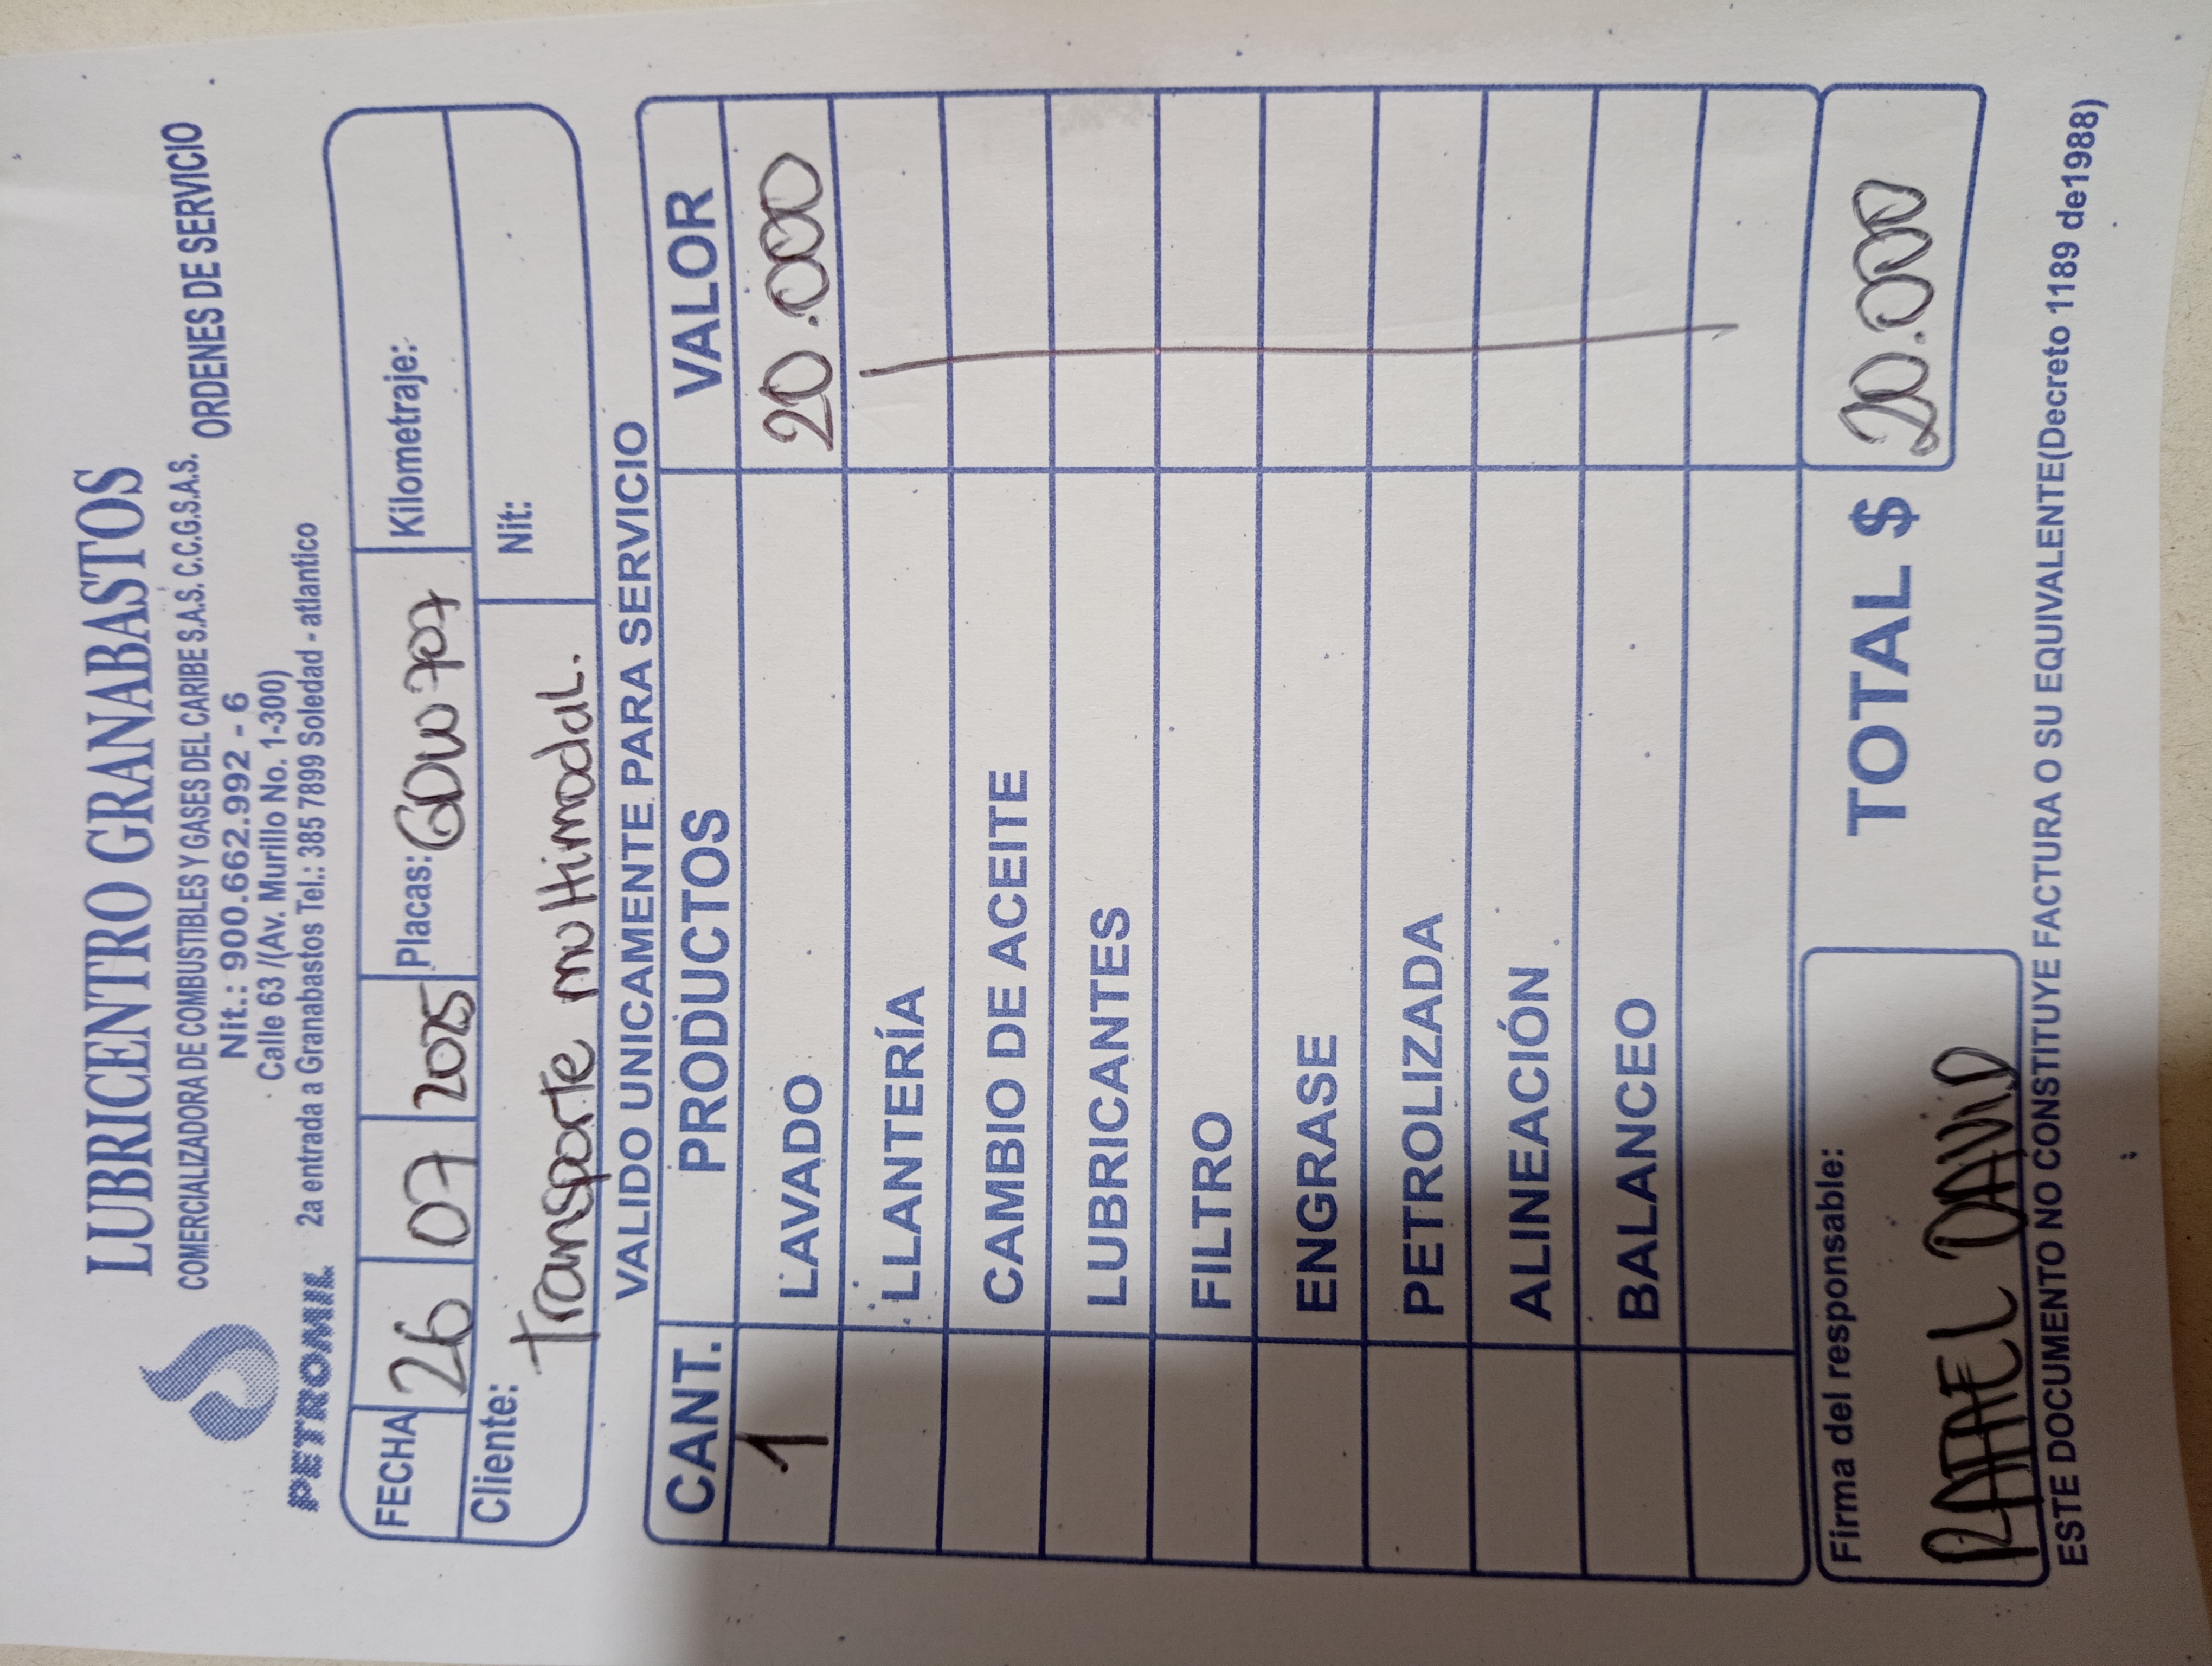 LUBRICENTRO GRANABASTOS
COMERCIALIZADORA DE COMBUSTIBLES Y GASES DEL CARIBE S.A.S. C.C.G.S.A.S.
Nit.: 900.662.992 - 6
ORDENES DE SERVICIO
Calle 63 /(Av. Murillo No. 1-300)
PETROMIL 2a entrada a Granabastos Tel.: 385 7899 Soledad - atlantico
FECHA 26 07 2025 Placas: GDW 707 Kilometraje:
Cliente: Transporte multimodal. Nit:
VALIDO UNICAMENTE PARA SERVICIO
CANT. PRODUCTOS VALOR
1 LAVADO 20.000
LLANTERÍA
CAMBIO DE ACEITE
LUBRICANTES
FILTRO
ENGRASE
PETROLIZADA
ALINEACIÓN
BALANCEO
Firma del responsable: TOTAL $ 20.000
RAFAEL DAVID
ESTE DOCUMENTO NO CONSTITUYE FACTURA O SU EQUIVALENTE(Decreto 1189 de1988)